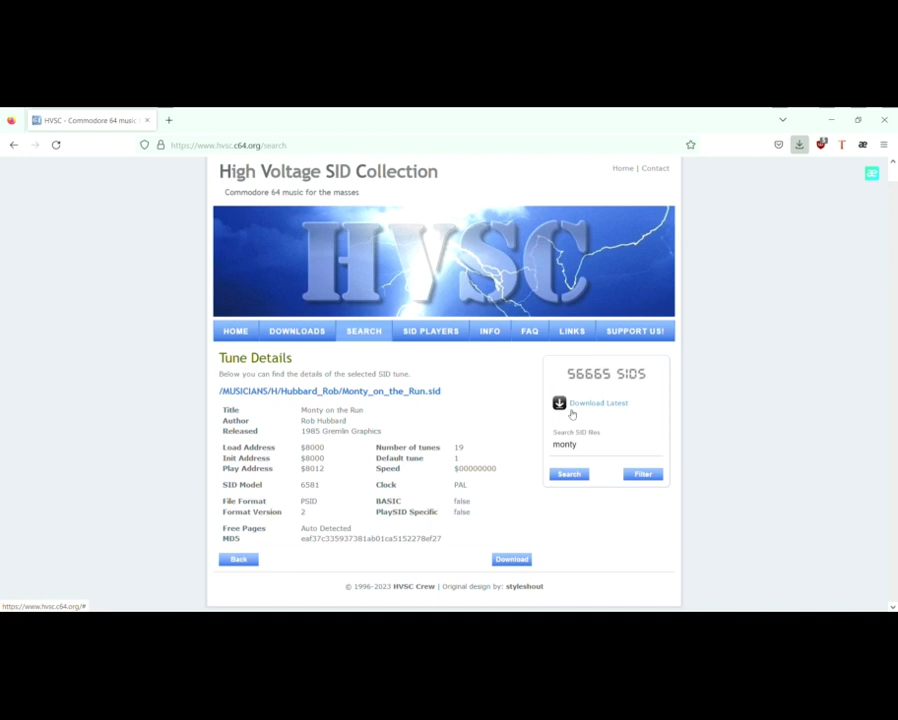 HVSC - Commodore 64 music
https://www.hvsc.c64.org/search
High Voltage SID Collection
Home | Contact
Commodore 64 music for the masses
HVSC
HOME DOWNLOADS SEARCH SID PLAYERS INFO FAQ LINKS SUPPORT US!
Tune Details
Below you can find the details of the selected SID tune.
/MUSICIANS/H/Hubbard_Rob/Monty_on_the_Run.sid
Title Monty on the Run
Author Rob Hubbard
Released 1985 Gremlin Graphics
Load Address $8000 Number of tunes 19
Init Address $8000 Default tune 1
Play Address $8012 Speed $00000000
SID Model 6581 Clock PAL
File Format PSID BASIC false
Format Version 2 PlaySID Specific false
Free Pages Auto Detected
MD5 eaf37c335937381ab01ca5152278ef27
Back Download
56665 SIDS
Download Latest
Search SID files
monty
Search Filter
© 1996-2023 HVSC Crew | Original design by: styleshout
https://www.hvsc.c64.org/#
T
æ
æ